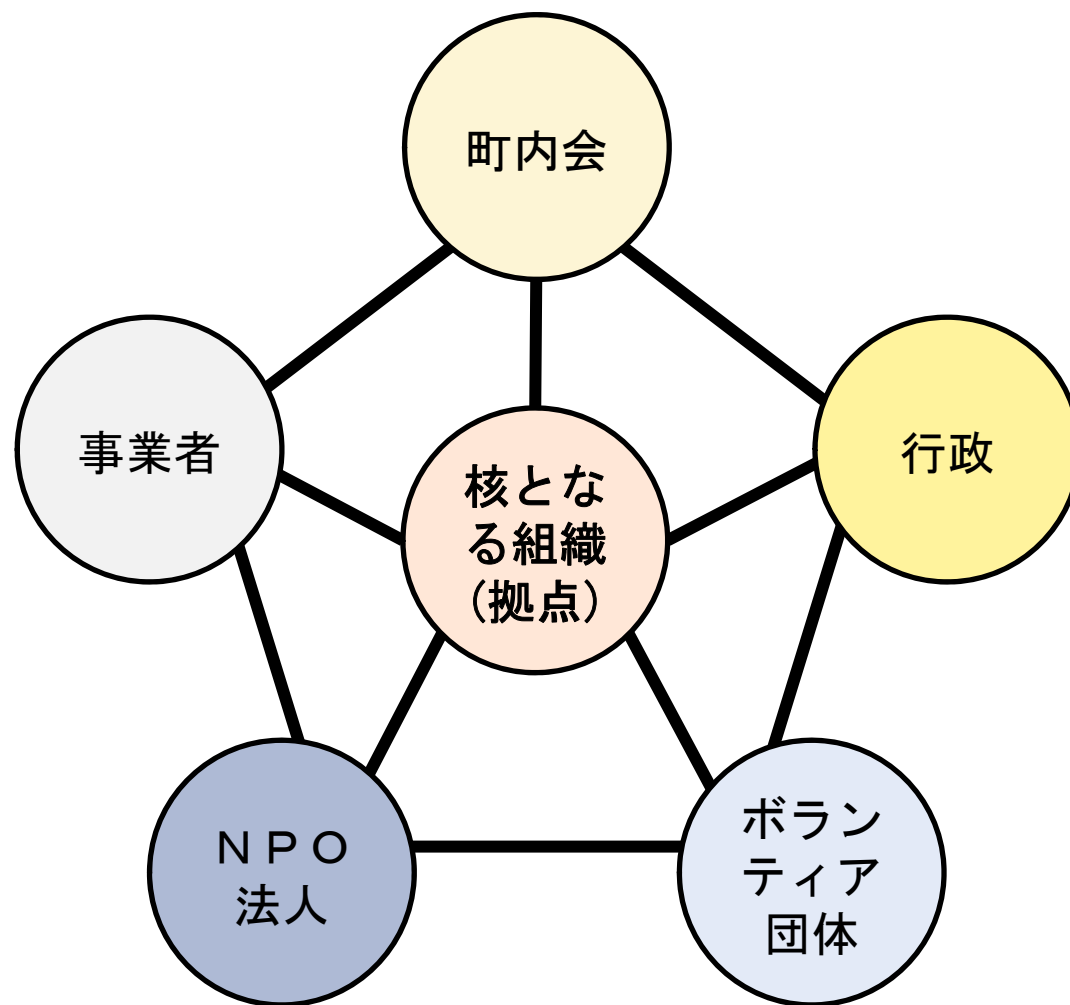 町内会
事業者
行政
核とな
る組織
(拠点)
ＮＰＯ
法人
ボラン
ティア
団体